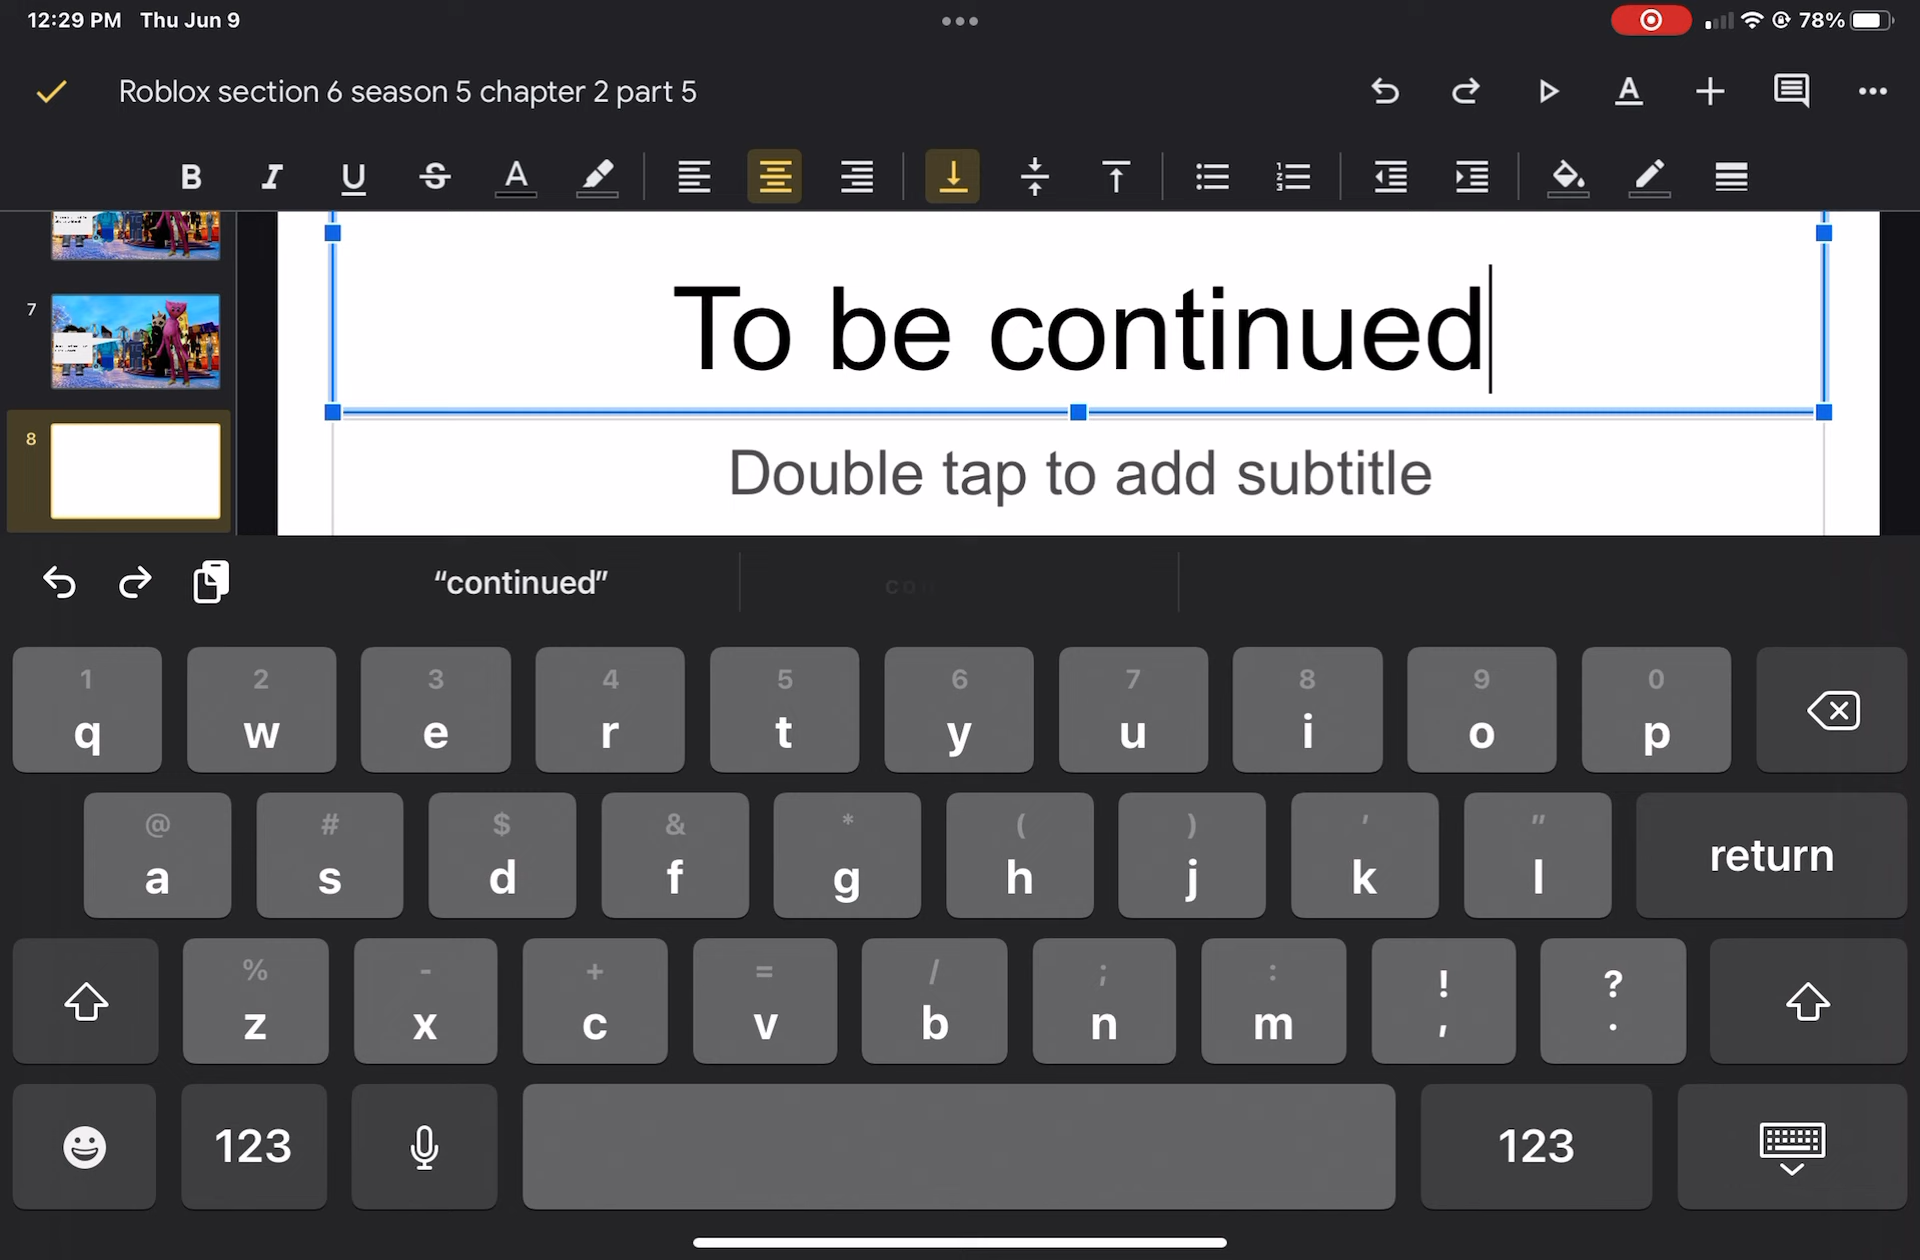 12:29 PM Thu Jun 9
78%
Roblox section 6 season 5 chapter 2 part 5
B I U S A
7
8
To be continued
Double tap to add subtitle
“continued”
1 2 3 4 5 6 7 8 9 0
q w e r t y u i o p
@ # $ & * ( ) ' "
a s d f g h j k l return
% - + = / ; : ! ?
z x c v b n m , .
123 123